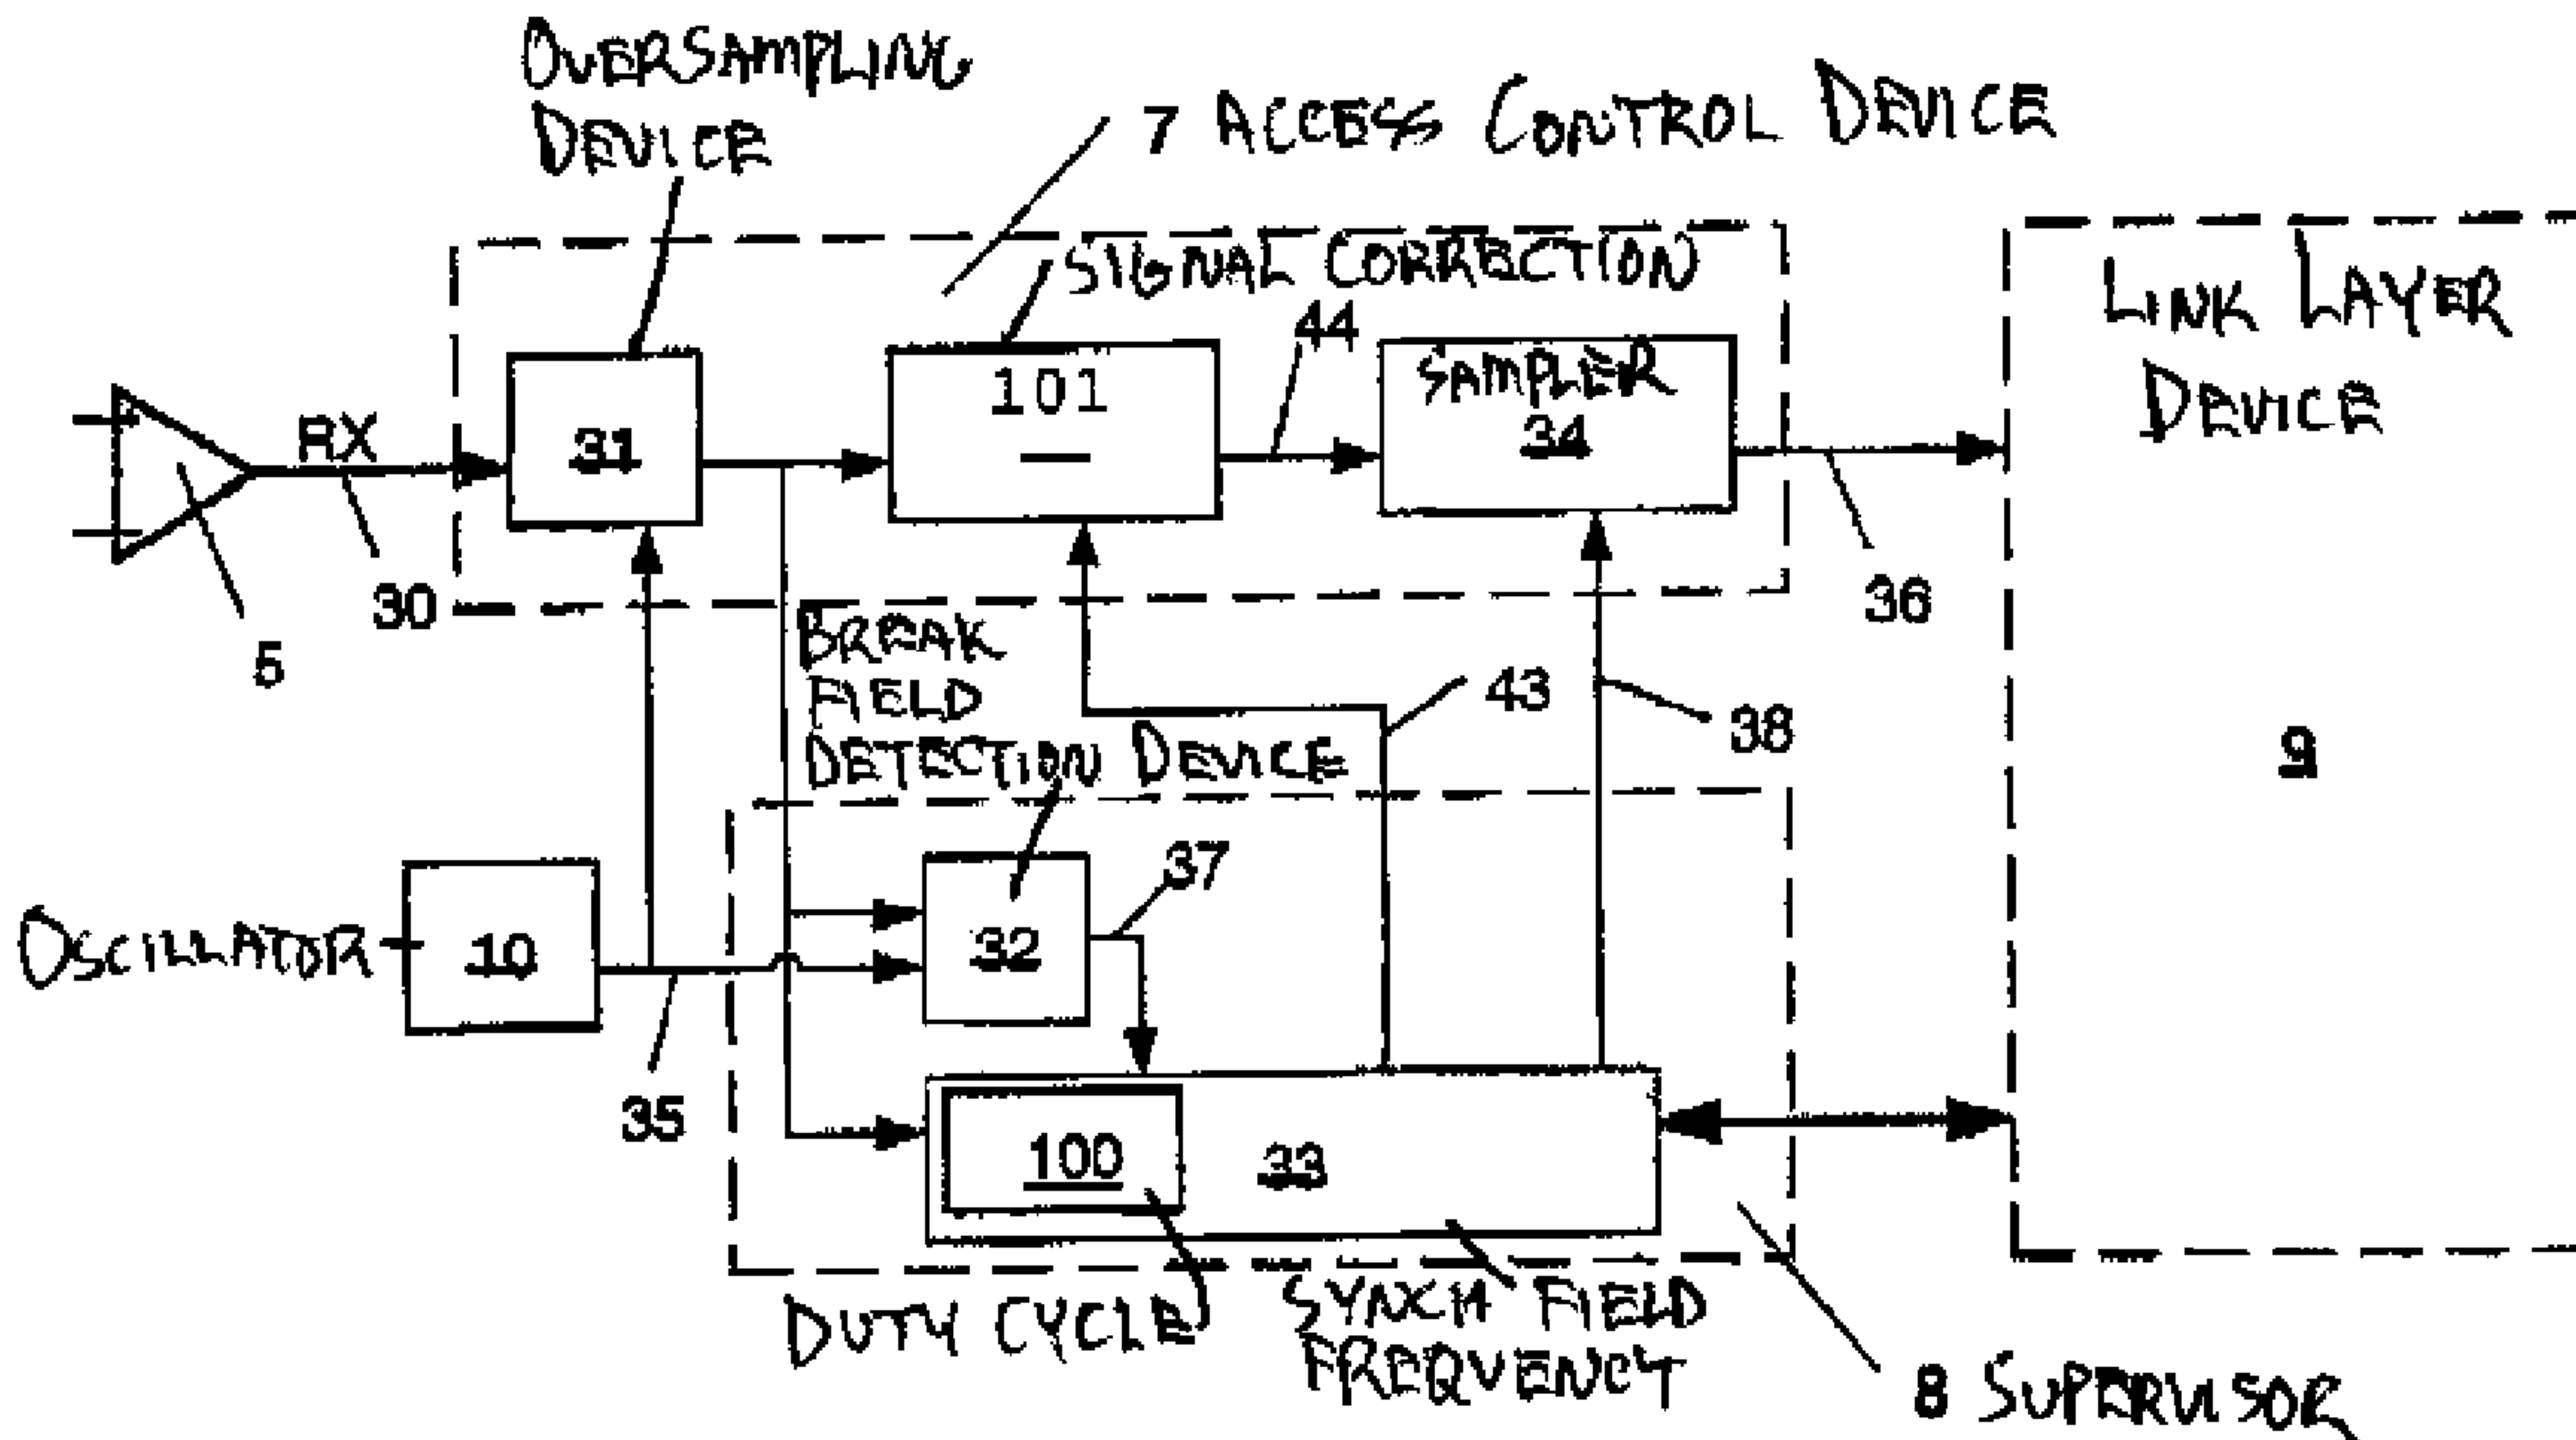 OVERSAMPLING
DEVICE
7 ACCESS CONTROL DEVICE
SIGNAL CORRECTION
LINK LAYER
DEVICE
44
RX
31
101
SAMPLER
34
30
5
36
BREAK
FIELD
DETECTION DEVICE
43
38
9
OSCILLATOR
10
32
37
35
100
33
DUTY CYCLE
SYNCH FIELD
FREQUENCY
8 SUPERVISOR